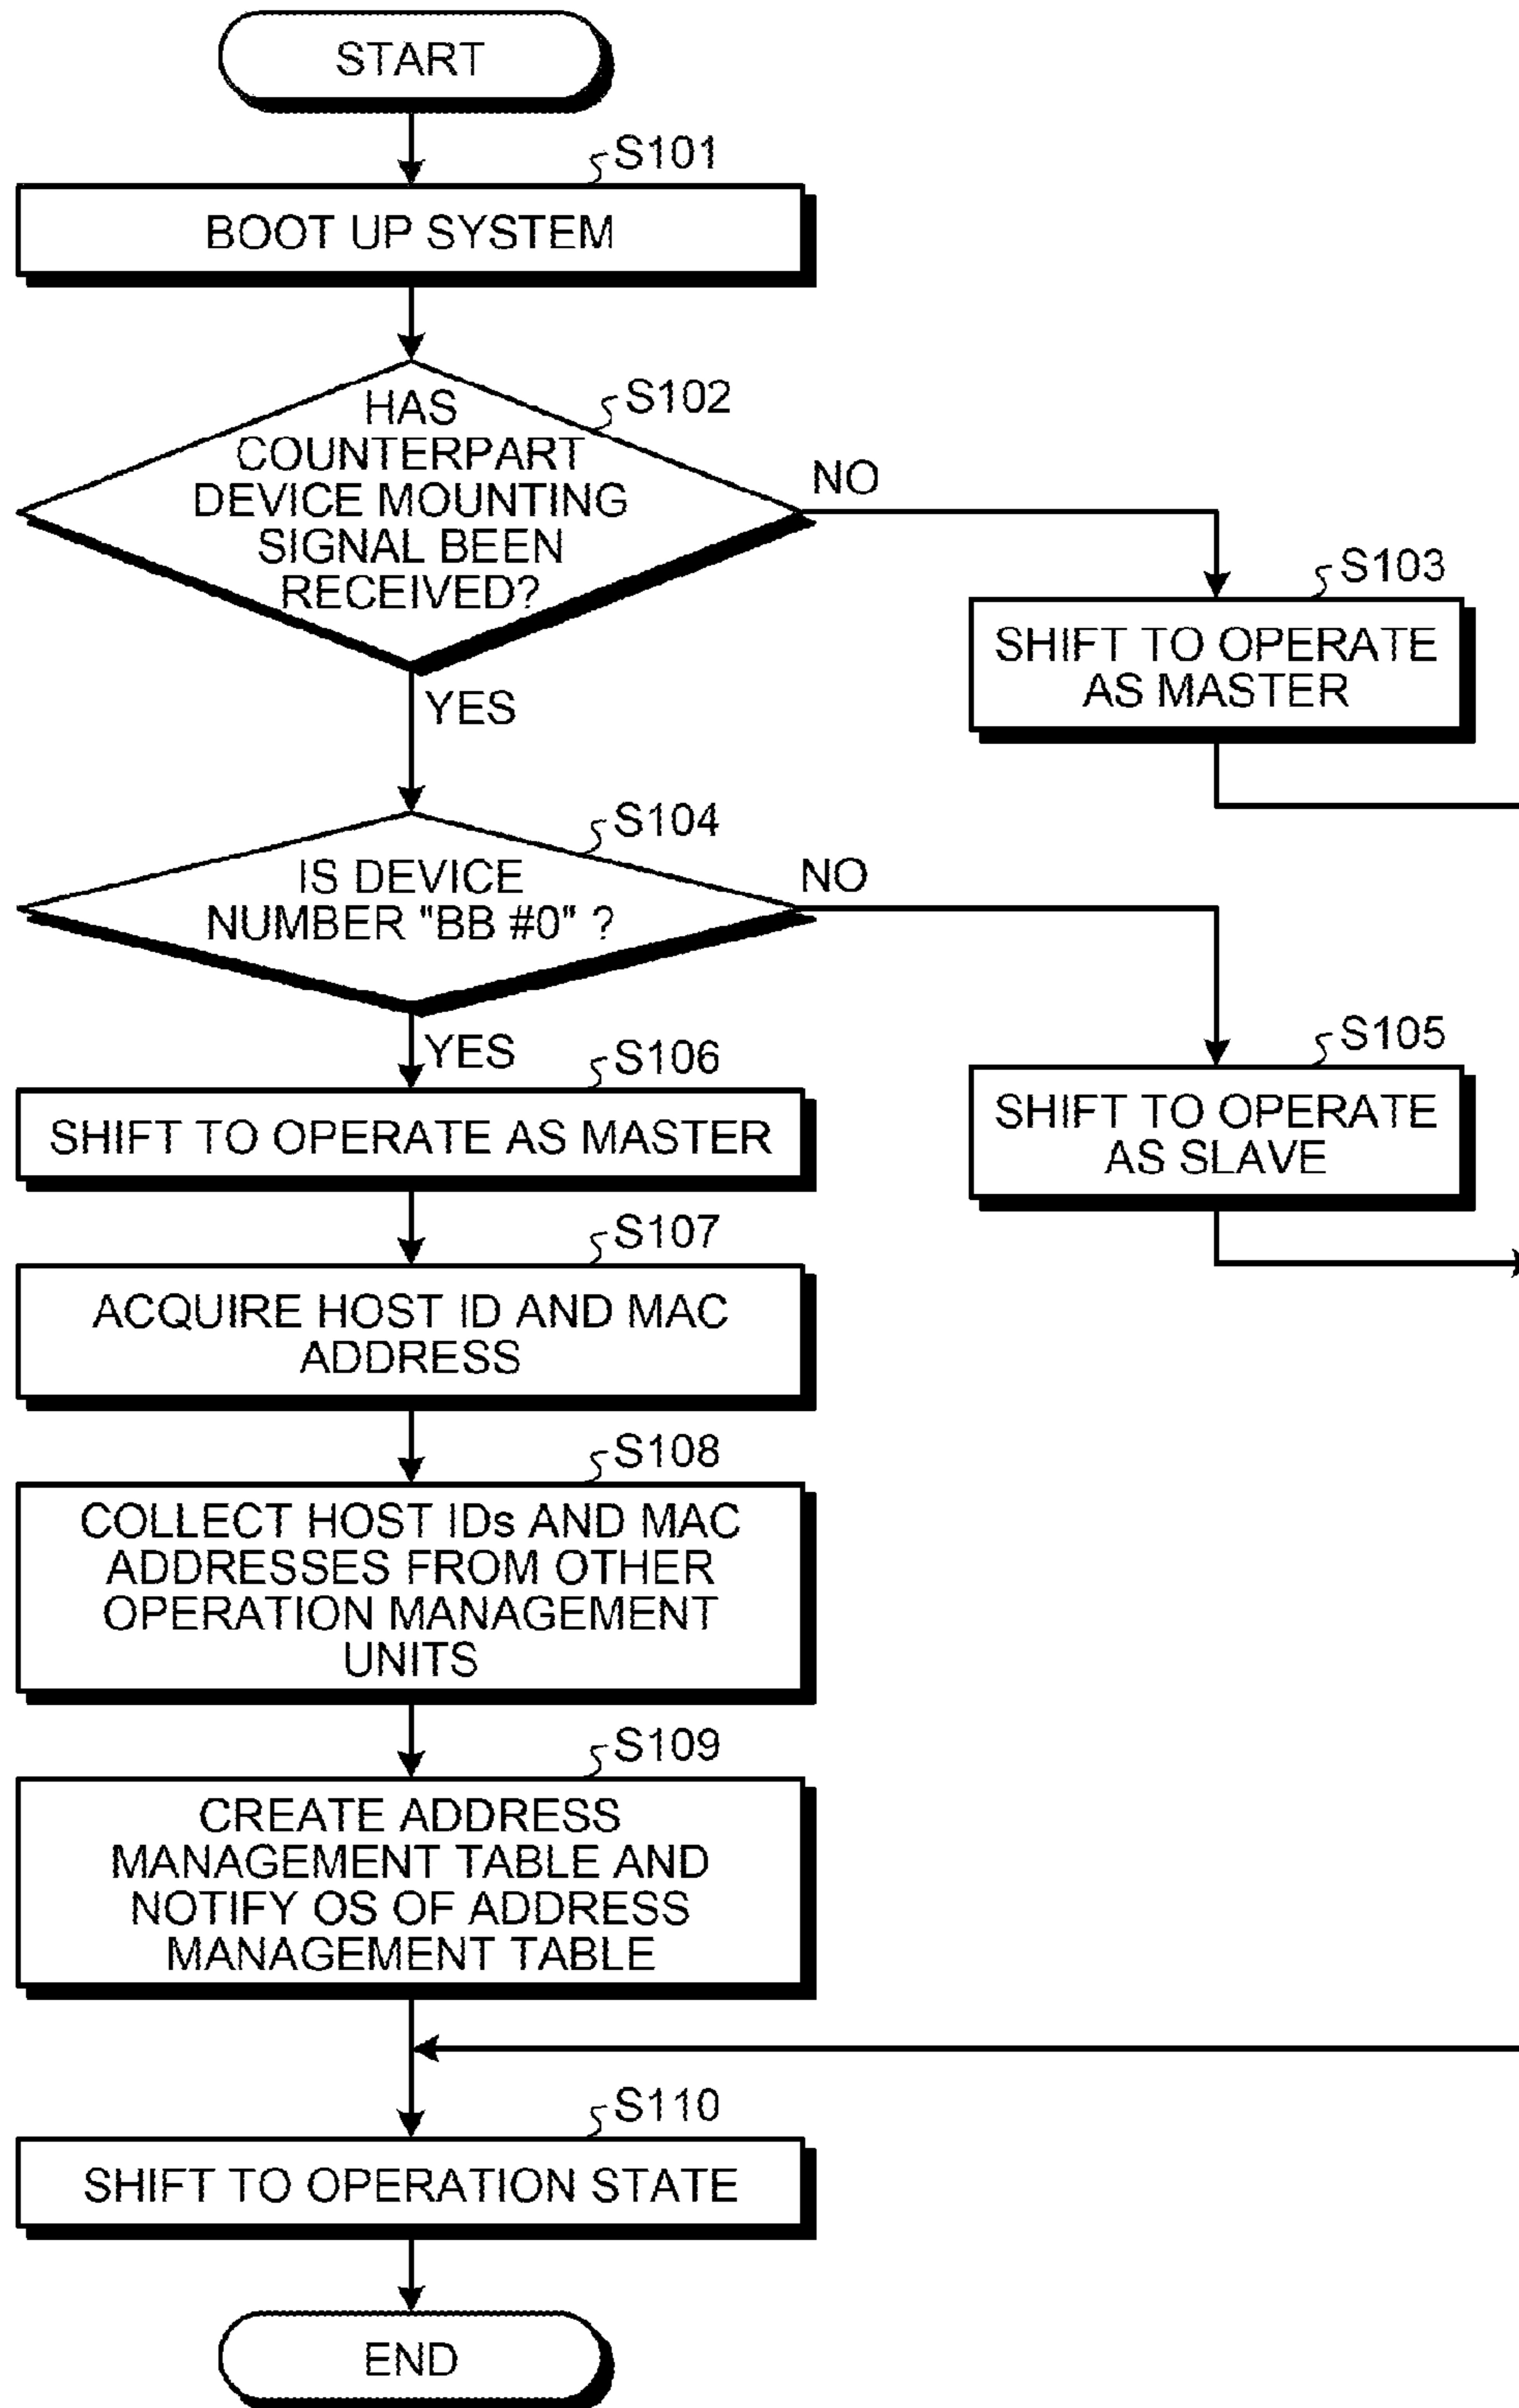 START
S101
BOOT UP SYSTEM
S102
HAS
COUNTERPART
DEVICE MOUNTING
SIGNAL BEEN
RECEIVED?
NO
YES
S103
SHIFT TO OPERATE
AS MASTER
S104
IS DEVICE
NUMBER "BB #0" ?
NO
YES
S105
SHIFT TO OPERATE
AS SLAVE
S106
SHIFT TO OPERATE AS MASTER
S107
ACQUIRE HOST ID AND MAC
ADDRESS
S108
COLLECT HOST IDs AND MAC
ADDRESSES FROM OTHER
OPERATION MANAGEMENT
UNITS
S109
CREATE ADDRESS
MANAGEMENT TABLE AND
NOTIFY OS OF ADDRESS
MANAGEMENT TABLE
S110
SHIFT TO OPERATION STATE
END